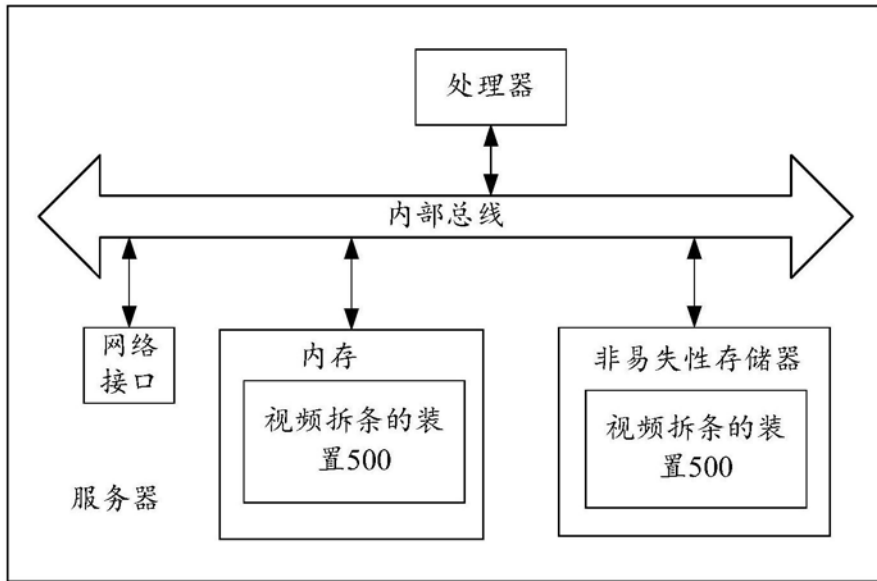 处理器
内部总线
网络
接口
内存
视频拆条的装
置500
非易失性存储器
视频拆条的装
置500
服务器